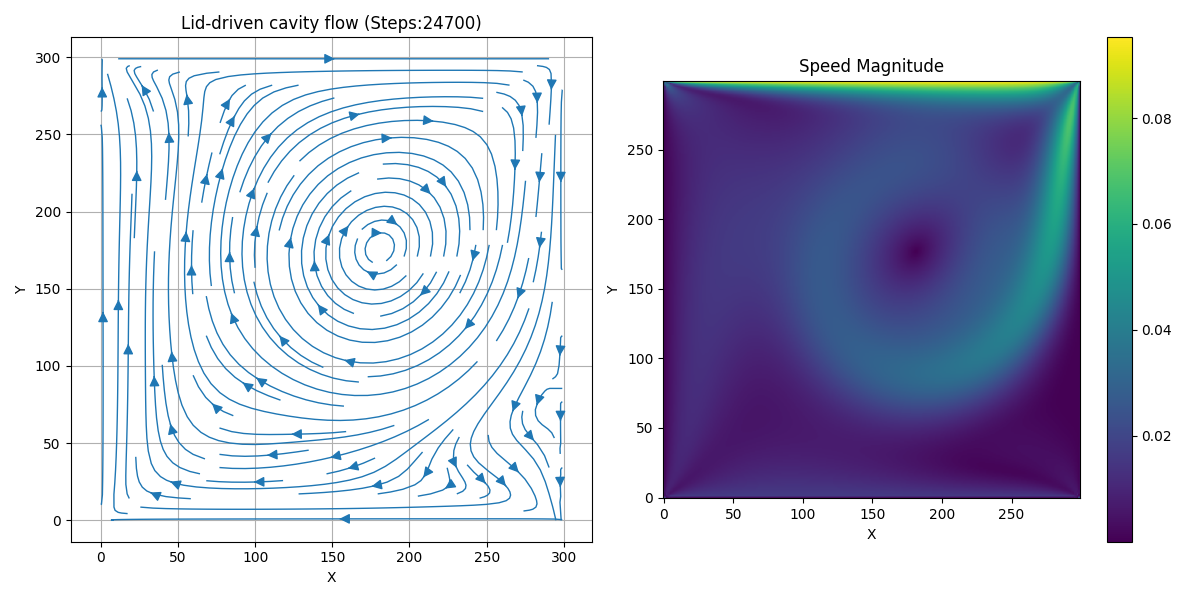 Lid-driven cavity flow (Steps:24700)
300
250
200
150
100
50
0
Y
0 50 100 150 200 250 300
X
Speed Magnitude
250
200
150
100
50
0
Y
0 50 100 150 200 250
X
0.08
0.06
0.04
0.02